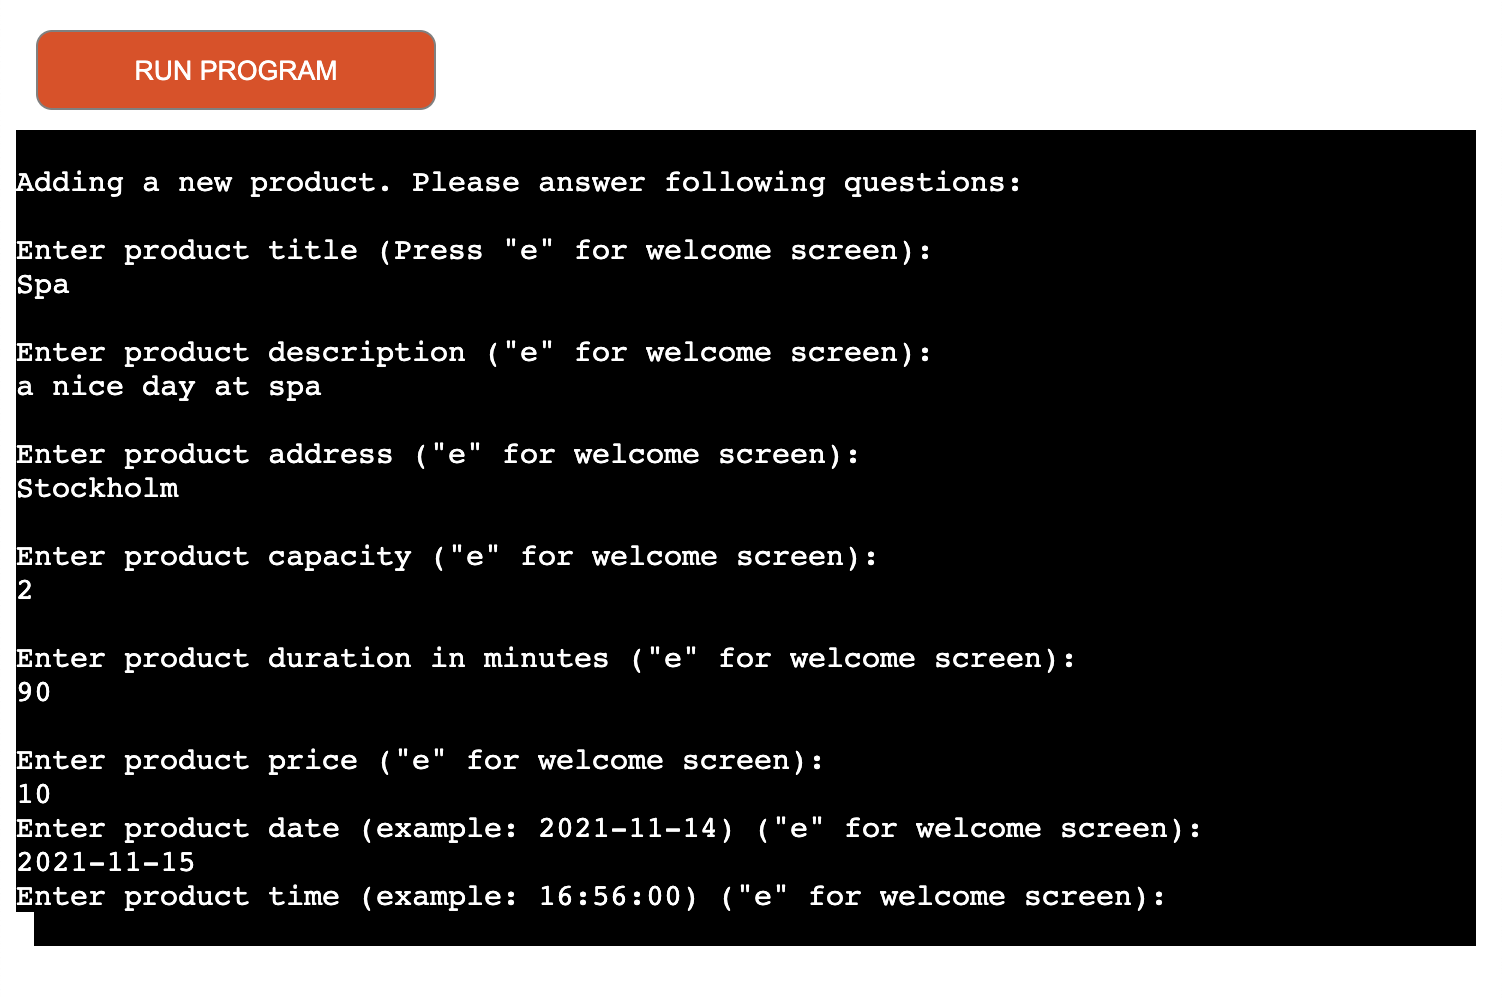 RUN PROGRAM
Adding a new product. Please answer following questions:
Enter product title (Press "e" for welcome screen):
Spa
Enter product description ("e" for welcome screen):
a nice day at spa
Enter product address ("e" for welcome screen):
Stockholm
Enter product capacity ("e" for welcome screen):
2
Enter product duration in minutes ("e" for welcome screen):
90
Enter product price ("e" for welcome screen):
10
Enter product date (example: 2021-11-14) ("e" for welcome screen):
2021-11-15
Enter product time (example: 16:56:00) ("e" for welcome screen):